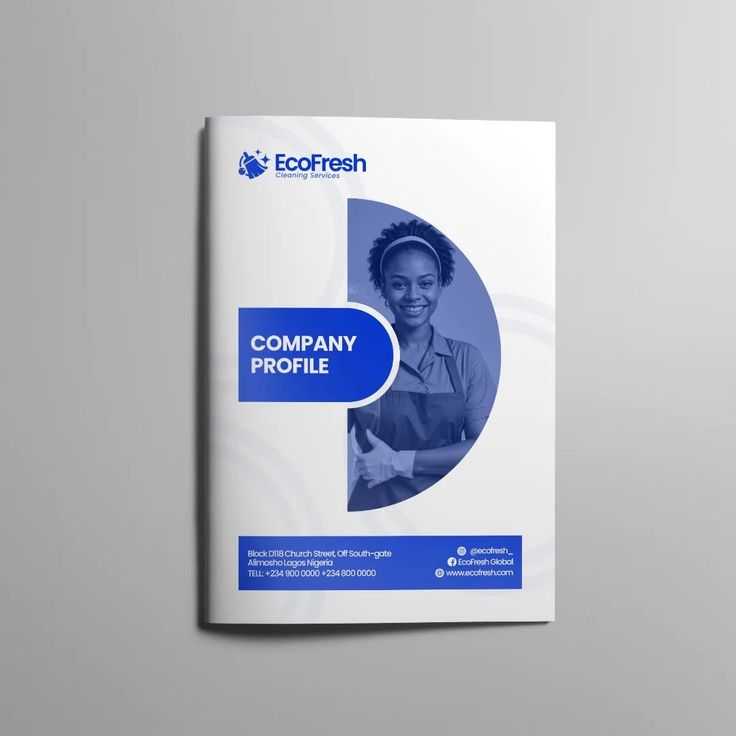 EcoFresh
Cleaning Services
COMPANY
PROFILE
Block D118 Church Street, Off South-gate
Alimosho Lagos Nigeria
TELL: +234 900 0000 +234 800 0000
@ecofresh_
EcoFresh Global
www.ecofresh.com